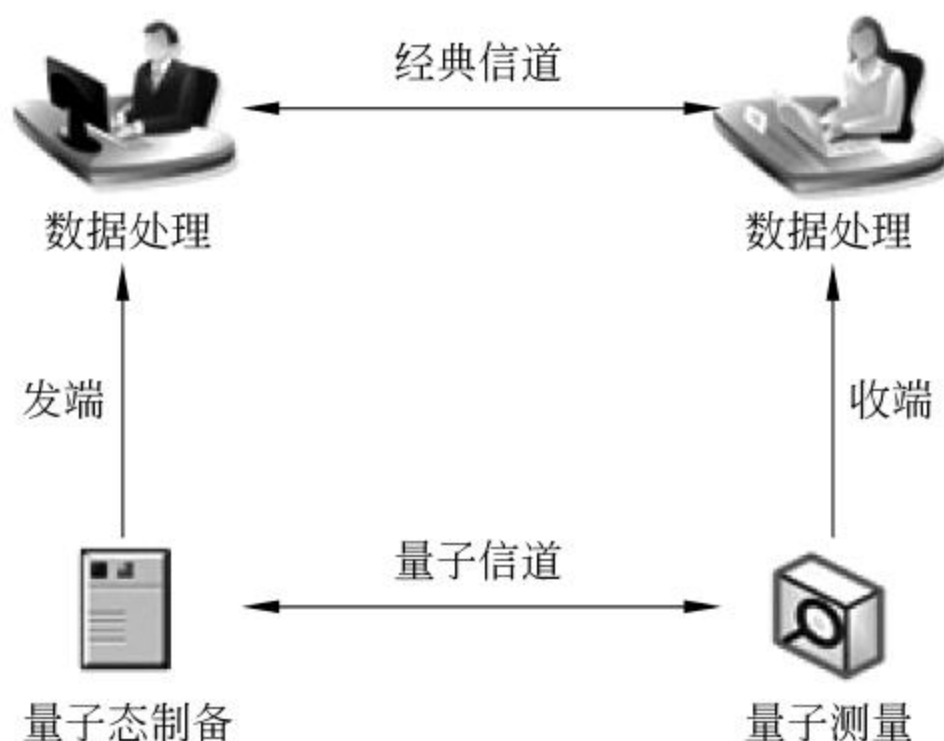 经典信道
数据处理
数据处理
发端
收端
量子信道
量子态制备
量子测量